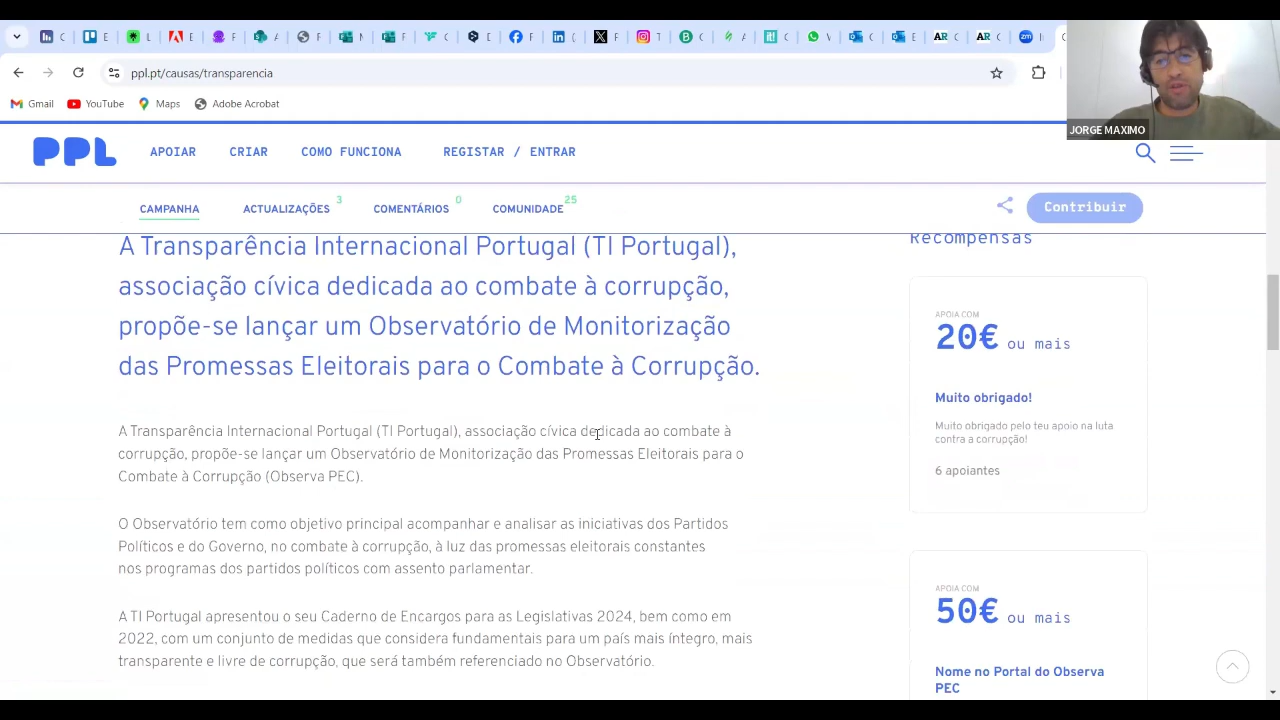 ppl.pt/causas/transparencia
Gmail
YouTube
Maps
Adobe Acrobat
JORGE MAXIMO
PPL
APOIAR
CRIAR
COMO FUNCIONA
REGISTAR / ENTRAR
CAMPANHA
ACTUALIZAÇÕES 3
COMENTÁRIOS 0
COMUNIDADE 25
Contribuir
A Transparência Internacional Portugal (TI Portugal),
associação cívica dedicada ao combate à corrupção,
propõe-se lançar um Observatório de Monitorização
das Promessas Eleitorais para o Combate à Corrupção.
A Transparência Internacional Portugal (TI Portugal), associação cívica dedicada ao combate à
corrupção, propõe-se lançar um Observatório de Monitorização das Promessas Eleitorais para o
Combate à Corrupção (Observa PEC).
O Observatório tem como objetivo principal acompanhar e analisar as iniciativas dos Partidos
Políticos e do Governo, no combate à corrupção, à luz das promessas eleitorais constantes
nos programas dos partidos políticos com assento parlamentar.
A TI Portugal apresentou o seu Caderno de Encargos para as Legislativas 2024, bem como em
2022, com um conjunto de medidas que considera fundamentais para um país mais íntegro, mais
transparente e livre de corrupção, que será também referenciado no Observatório.
Recompensas
APOIA COM
20€ ou mais
Muito obrigado!
Muito obrigado pelo teu apoio na luta
contra a corrupção!
6 apoiantes
APOIA COM
50€ ou mais
Nome no Portal do Observa
PEC